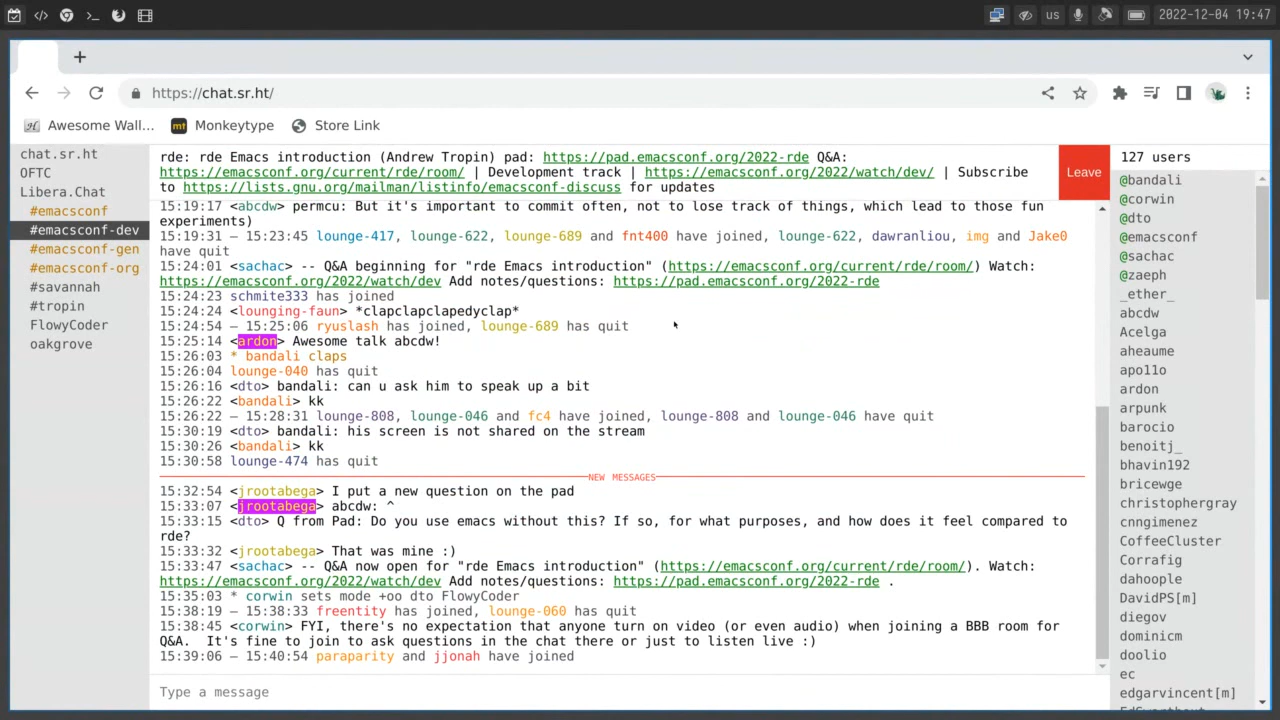 us 2022-12-04 19:47
https://chat.sr.ht/
Awesome Wall... Monkeytype Store Link
chat.sr.ht
OFTC
Libera.Chat
#emacsconf
#emacsconf-dev
#emacsconf-gen
#emacsconf-org
#savannah
#tropin
FlowyCoder
oakgrove
rde: rde Emacs introduction (Andrew Tropin) pad: https://pad.emacsconf.org/2022-rde Q&A:
https://emacsconf.org/current/rde/room/ | Development track | https://emacsconf.org/2022/watch/dev/ | Subscribe
to https://lists.gnu.org/mailman/listinfo/emacsconf-discuss for updates
Leave
15:19:17 <abcdw> permcu: But it's important to commit often, not to lose track of things, which lead to those fun
experiments)
15:19:31 — 15:23:45 lounge-417, lounge-622, lounge-689 and fnt400 have joined, lounge-622, dawranliou, img and Jake0
have quit
15:24:01 <sachac> -- Q&A beginning for "rde Emacs introduction" (https://emacsconf.org/current/rde/room/) Watch:
https://emacsconf.org/2022/watch/dev Add notes/questions: https://pad.emacsconf.org/2022-rde
15:24:23 schmite333 has joined
15:24:24 <lounging-faun> *clapclapclapedyclap*
15:24:54 — 15:25:06 ryuslash has joined, lounge-689 has quit
15:25:14 <ardon> Awesome talk abcdw!
15:26:03 * bandali claps
15:26:04 lounge-040 has quit
15:26:16 <dto> bandali: can u ask him to speak up a bit
15:26:22 <bandali> kk
15:26:22 — 15:28:31 lounge-808, lounge-046 and fc4 have joined, lounge-808 and lounge-046 have quit
15:30:19 <dto> bandali: his screen is not shared on the stream
15:30:26 <bandali> kk
15:30:58 lounge-474 has quit
NEW MESSAGES
15:32:54 <jrootabega> I put a new question on the pad
15:33:07 <jrootabega> abcdw: ^
15:33:15 <dto> Q from Pad: Do you use emacs without this? If so, for what purposes, and how does it feel compared to
rde?
15:33:32 <jrootabega> That was mine :)
15:33:47 <sachac> -- Q&A now open for "rde Emacs introduction" (https://emacsconf.org/current/rde/room/). Watch:
https://emacsconf.org/2022/watch/dev Add notes/questions: https://pad.emacsconf.org/2022-rde .
15:35:03 * corwin sets mode +oo dto FlowyCoder
15:38:19 — 15:38:33 freentity has joined, lounge-060 has quit
15:38:45 <corwin> FYI, there's no expectation that anyone turn on video (or even audio) when joining a BBB room for
Q&A.  It's fine to join to ask questions in the chat there or just to listen live :)
15:39:06 — 15:40:54 paraparity and jjonah have joined
Type a message
127 users
@bandali
@corwin
@dto
@emacsconf
@sachac
@zaeph
_ether_
abcdw
Acelga
aheaume
apo11o
ardon
arpunk
barocio
benoitj_
bhavin192
bricewge
christophergray
cnngimenez
CoffeeCluster
Corrafig
dahoople
DavidPS[m]
diegov
dominicm
doolio
ec
edgarvincent[m]